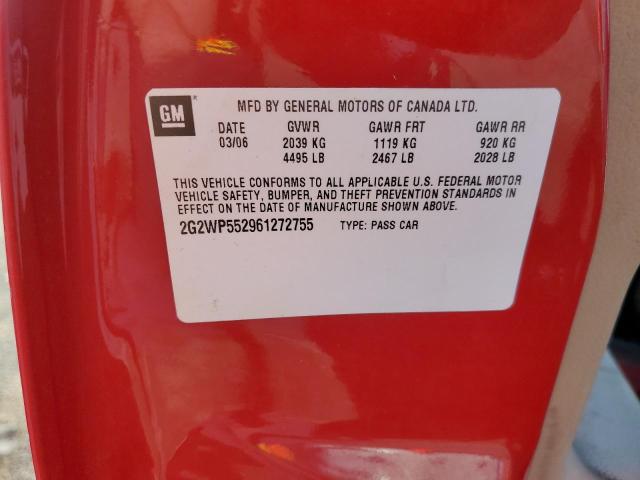 GM
MFD BY GENERAL MOTORS OF CANADA LTD.
DATE GVWR GAWR FRT GAWR RR
03/06 2039 KG 1119 KG 920 KG
4495 LB 2467 LB 2028 LB
THIS VEHICLE CONFORMS TO ALL APPLICABLE U.S. FEDERAL MOTOR
VEHICLE SAFETY, BUMPER, AND THEFT PREVENTION STANDARDS IN
EFFECT ON THE DATE OF MANUFACTURE SHOWN ABOVE.
2G2WP552961272755 TYPE: PASS CAR